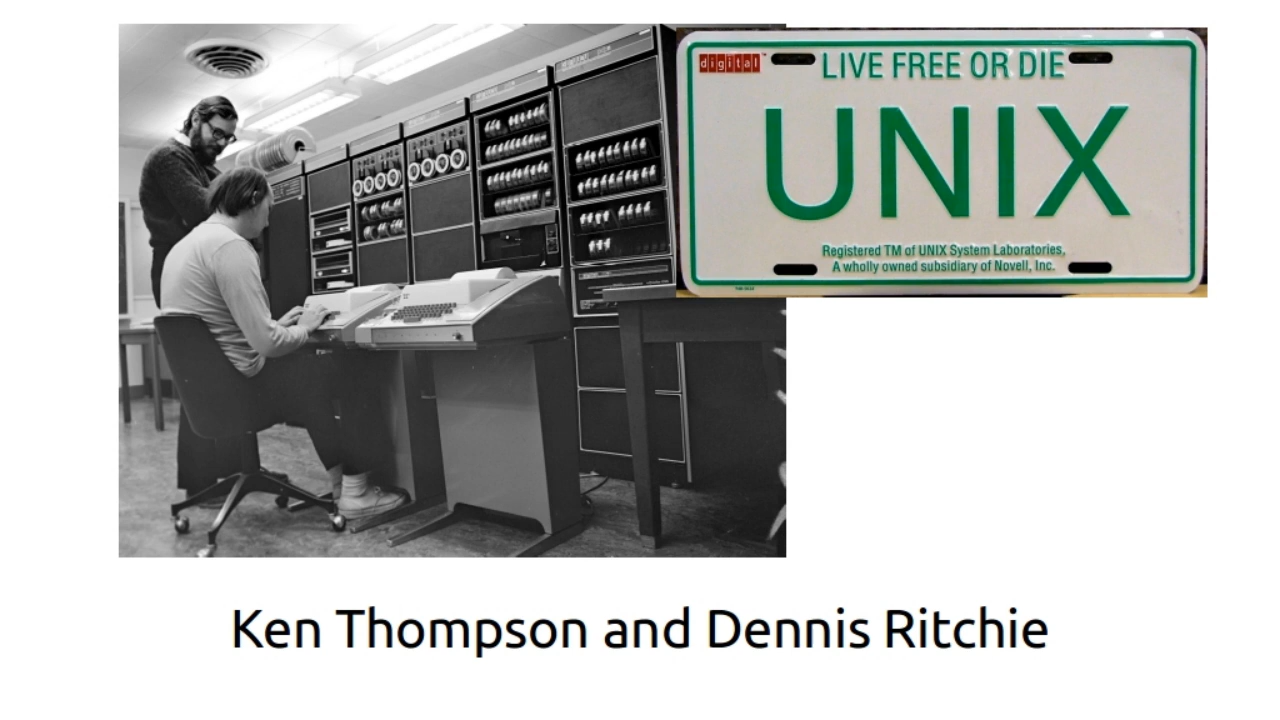 digital
LIVE FREE OR DIE
UNIX
Registered TM of UNIX System Laboratories,
A wholly owned subsidiary of Novell, Inc.
Ken Thompson and Dennis Ritchie